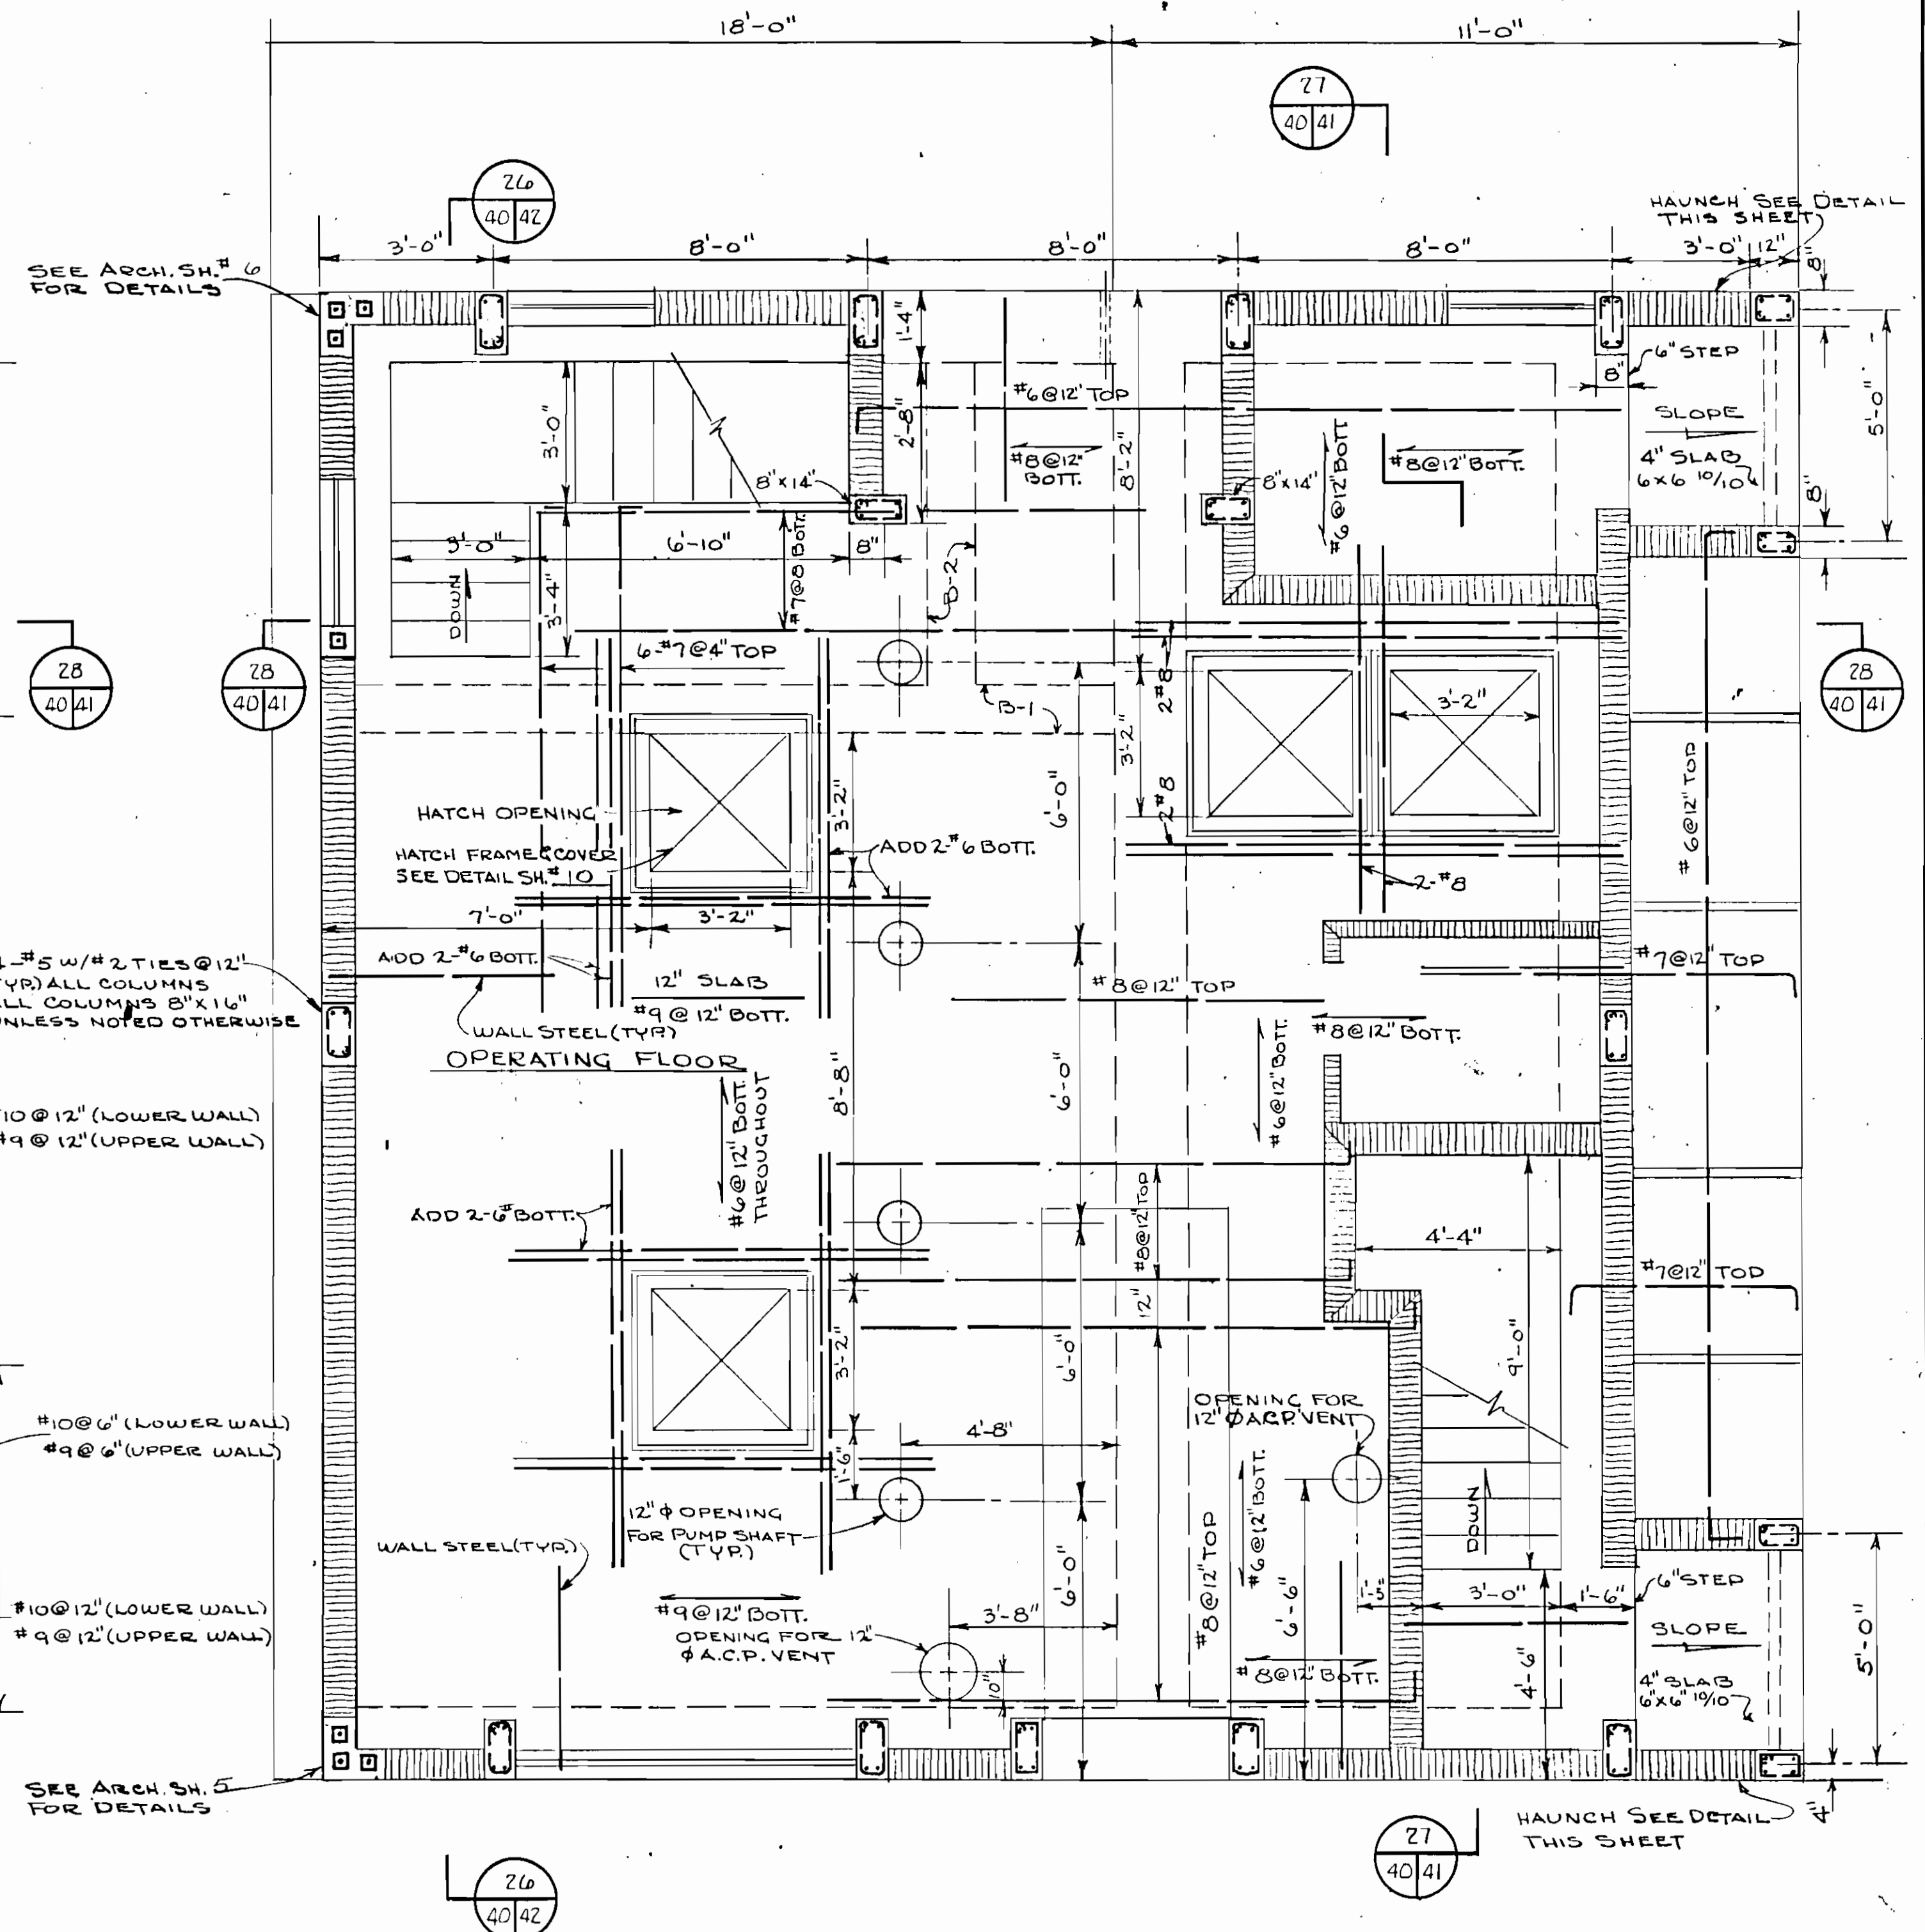 18'-0"
11'-0"
27
40 41
26
40 42
HAUNCH SEE DETAIL
THIS SHEET
3'-0"
8'-0"
8'-0"
8'-0"
3'-0"
12"
8"
SEE ARCH. SH.# 6
FOR DETAILS
1'-4"
6" STEP
8"
#6@12" TOP
2'-8"
3'-0"
8'-2"
#8@12"
BOTT.
#6@12" BOTT.
#8@12" BOTT.
SLOPE
5'-0"
4" SLAB
6x6 10/10
8"
8"x14"
8"x14"
3'-0"
6'-10"
8"
#7@8 BOTT.
B-2
DOWN
3'-4"
6-#7@4" TOP
28
40 41
28
40 41
28
40 41
B-1
2#8
3'-2"
3'-2"
#6@12" TOP
HATCH OPENING
3'-2"
6'-0"
2#8
HATCH FRAME & COVER
SEE DETAIL SH.# 10
ADD 2-#6 BOTT.
2-#8
7'-0"
3'-2"
#5 W/#2 TIES@12"
ALL COLUMNS
COLUMNS 8"x16"
UNLESS NOTED OTHERWISE
ADD 2-#6 BOTT.
12" SLAB
#9@12" BOTT.
WALL STEEL (TYP.)
OPERATING FLOOR
#8@12" TOP
#7@12" TOP
#8@12" BOTT.
#6@12" BOTT.
8'-8"
6'-0"
10@12" (LOWER WALL)
#9@12" (UPPER WALL)
#6@12" BOTT.
THROUGHOUT
ADD 2-6# BOTT.
#8@12" TOP
12"
4'-4"
#7@12" TOP
9'-0"
3'-2"
6'-0"
#10@6" (LOWER WALL)
#9@6" (UPPER WALL)
OPENING FOR
12" Φ A.C.P. VENT
4'-8"
1'-6"
12" Φ OPENING
FOR PUMP SHAFT
(TYP.)
WALL STEEL (TYP.)
#8@12" TOP
#6@12" BOTT.
DOWN
6'-0"
6'-6"
1'-5"
3'-0"
1'-6"
6" STEP
#10@12" (LOWER WALL)
#9@12" (UPPER WALL)
#9@12" BOTT.
3'-8"
OPENING FOR 12"
Φ A.C.P. VENT
10"
#8@12" BOTT.
4'-6"
SLOPE
5'-0"
4" SLAB
6"x6" 10/10
SEE ARCH. SH. 5
FOR DETAILS
HAUNCH SEE DETAIL
THIS SHEET
27
40 41
26
40 42